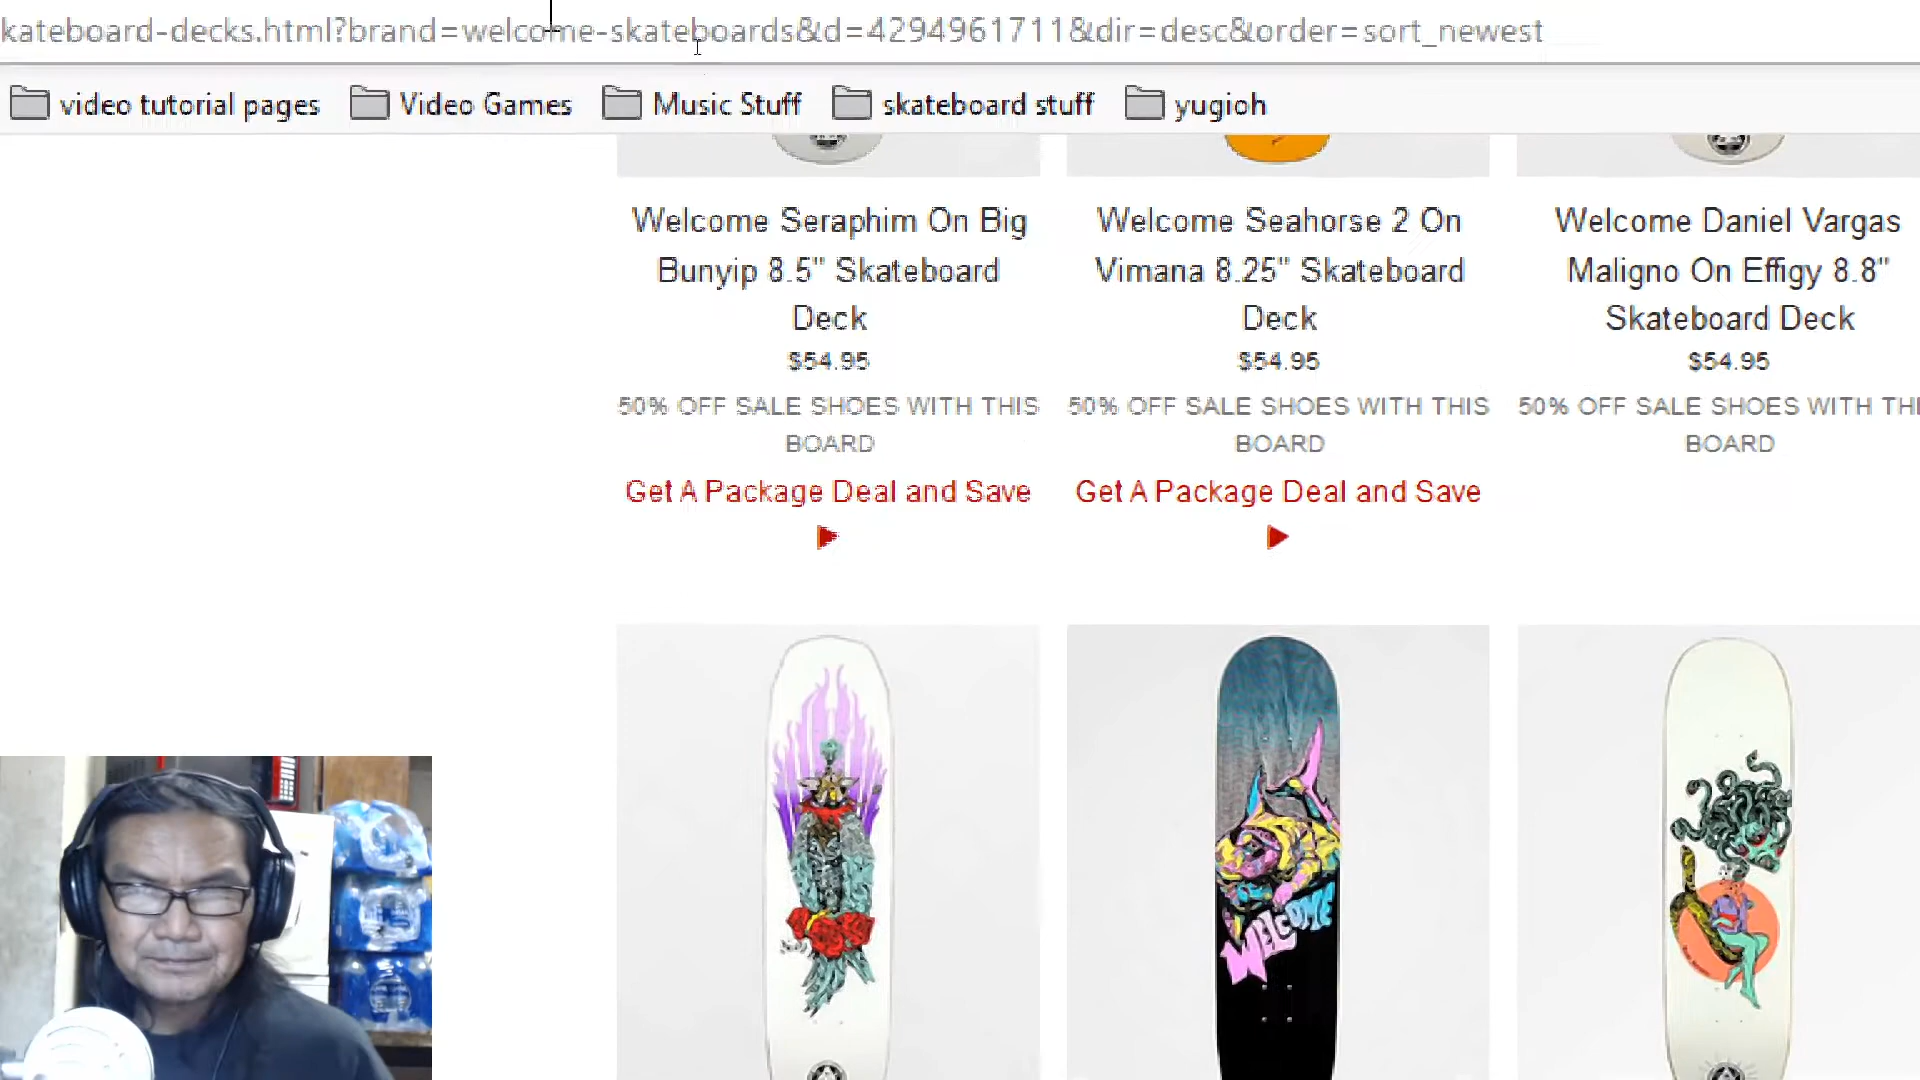 kateboard-decks.html?brand=welcome-skateboards&d=4294961711&dir=desc&order=sort_newest
video tutorial pages
Video Games
Music Stuff
skateboard stuff
yugioh
Welcome Seraphim On Big
Bunyip 8.5" Skateboard
Deck
$54.95
50% OFF SALE SHOES WITH THIS
BOARD
Get A Package Deal and Save
Welcome Seahorse 2 On
Vimana 8.25" Skateboard
Deck
$54.95
50% OFF SALE SHOES WITH THIS
BOARD
Get A Package Deal and Save
Welcome Daniel Vargas
Maligno On Effigy 8.8"
Skateboard Deck
$54.95
50% OFF SALE SHOES WITH THI
BOARD
WELCOME